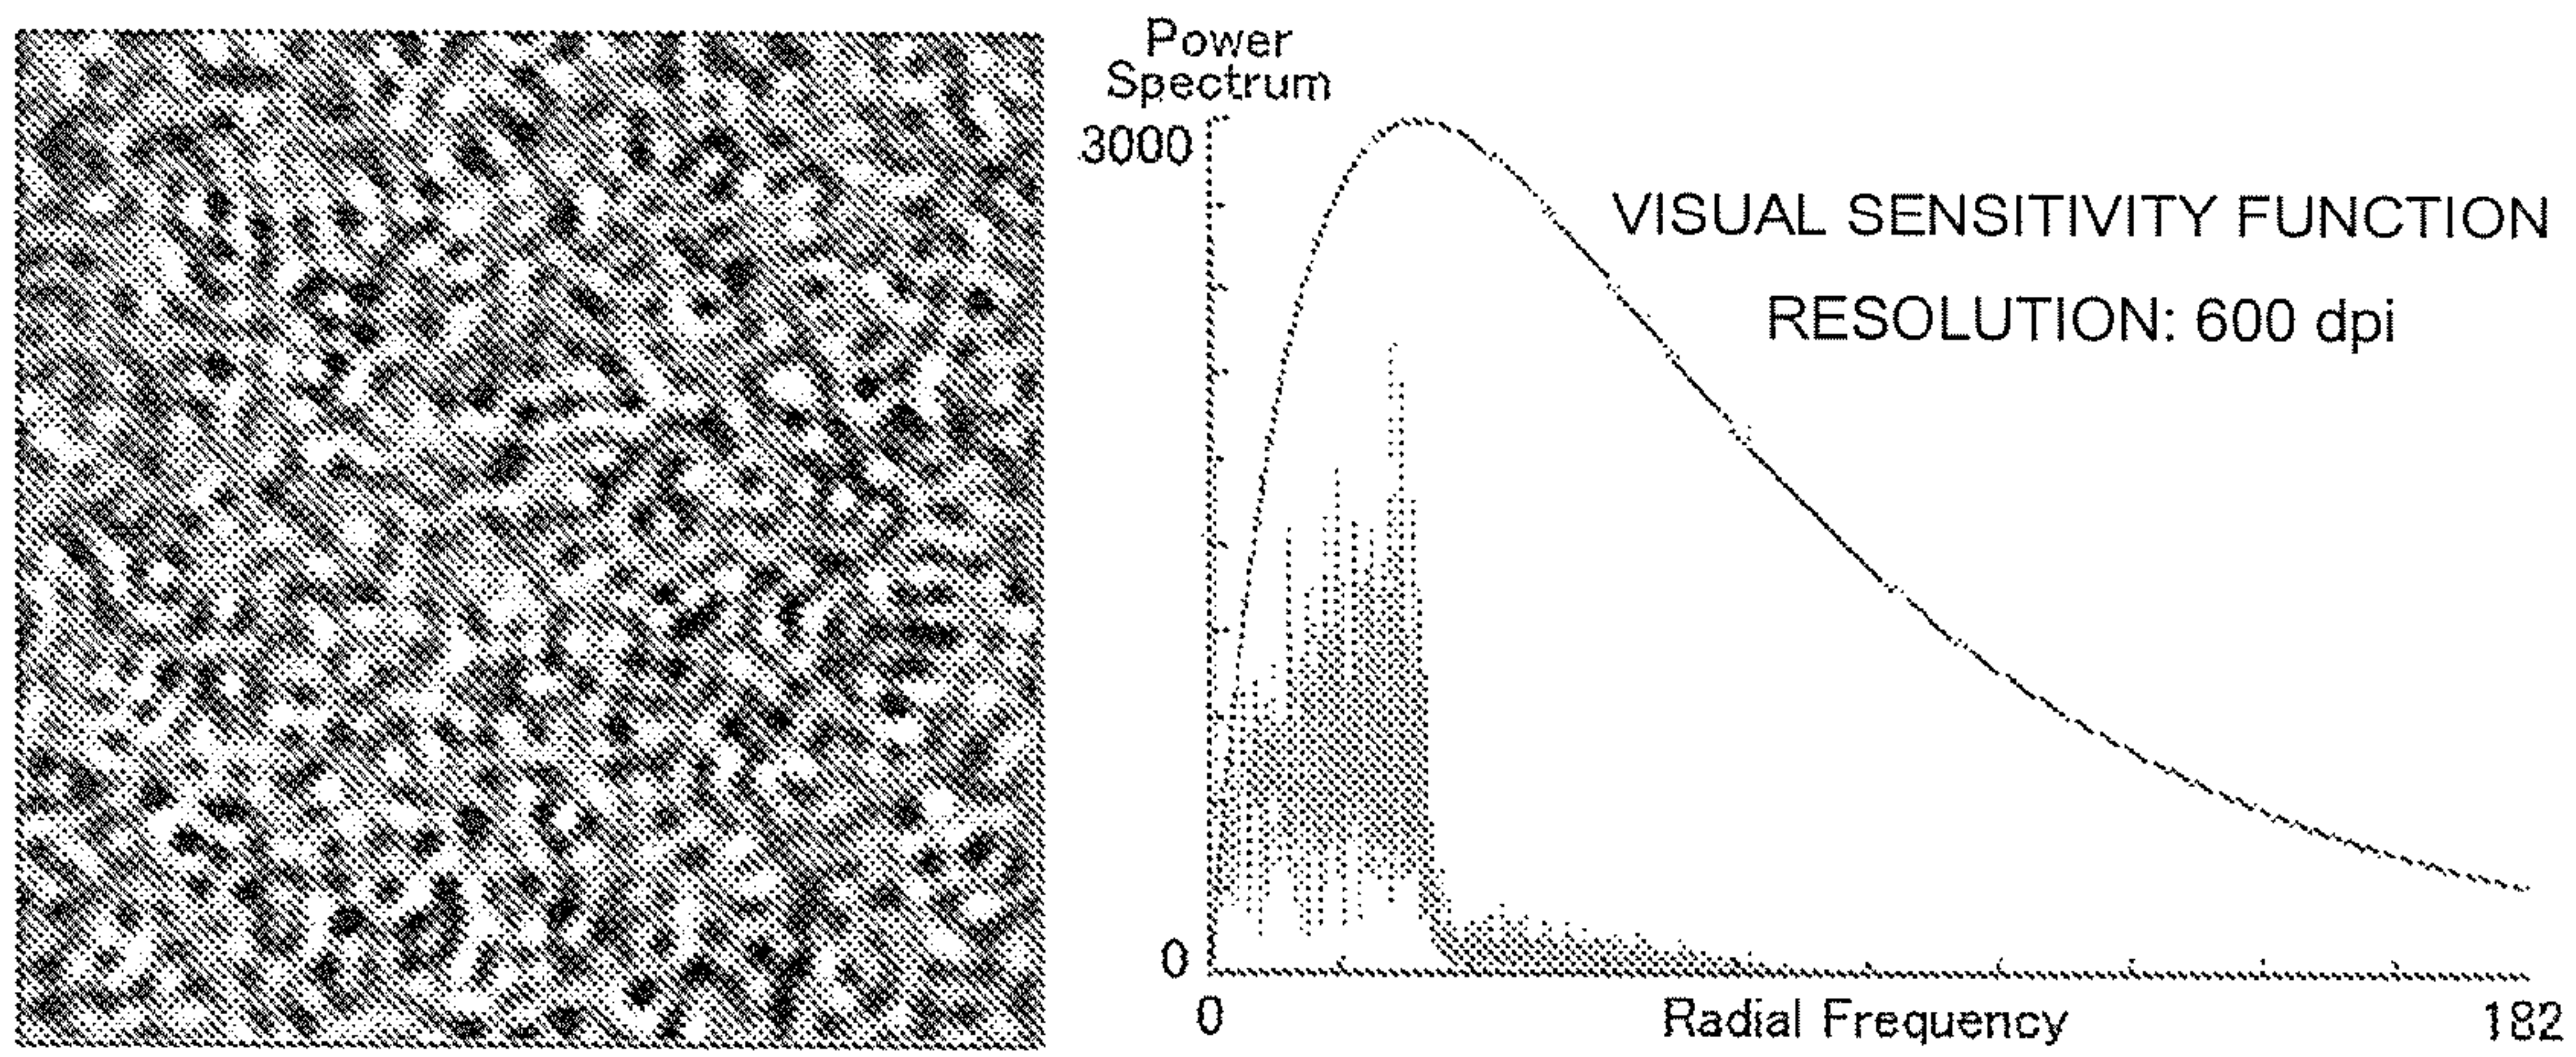 Power
Spectrum
3000
VISUAL SENSITIVITY FUNCTION
RESOLUTION: 600 dpi
0
0
Radial Frequency
182